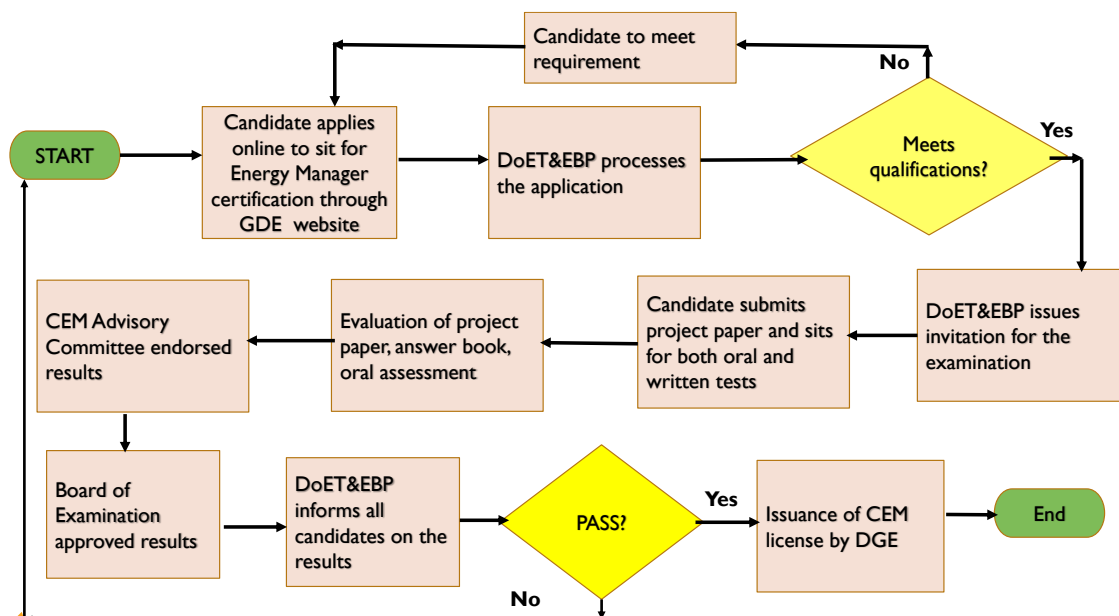 Candidate to meet
requirement
No
START
Candidate applies
online to sit for
Energy Manager
certification through
GDE website
DoET&EBP processes
the application
Meets
qualifications?
Yes
DoET&EBP issues
invitation for the
examination
Candidate submits
project paper and sits
for both oral and
written tests
Evaluation of project
paper, answer book,
oral assessment
CEM Advisory
Committee endorsed
results
Board of
Examination
approved results
DoET&EBP
informs all
candidates on the
results
PASS?
Yes
Issuance of CEM
license by DGE
End
No